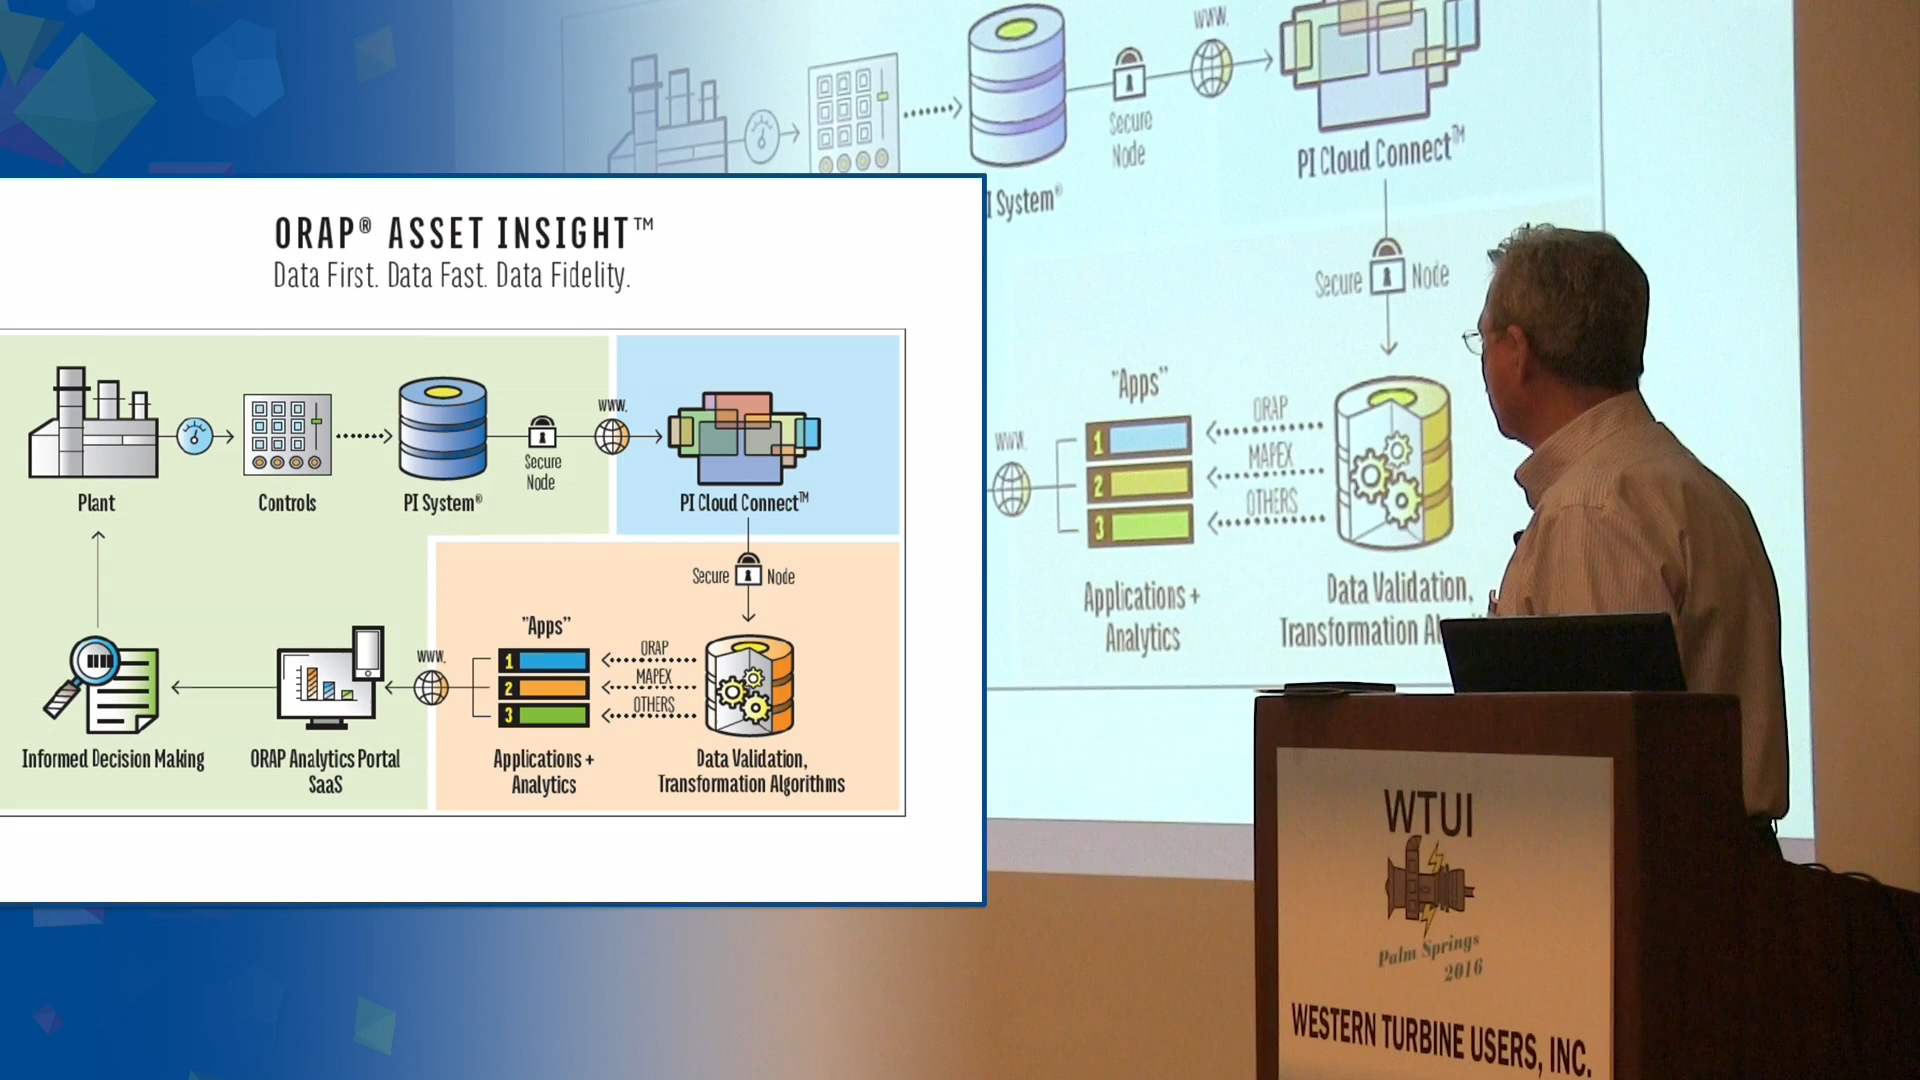 ORAP® ASSET INSIGHT™
Data First. Data Fast. Data Fidelity.
Plant
Controls
PI System®
Secure
Node
WWW.
PI Cloud Connect™
Secure Node
"Apps"
1
2
3
ORAP
MAPEX
OTHERS
WWW.
Informed Decision Making
ORAP Analytics Portal
SaaS
Applications +
Analytics
Data Validation,
Transformation Algorithms
WWW.
Secure
Node
PI Cloud Connect™
I System®
Secure Node
"Apps"
WWW.
1
2
3
ORAP
MAPEX
OTHERS
Applications +
Analytics
Data Validation,
Transformation
WTUI
Palm Springs
2016
WESTERN TURBINE USERS, INC.